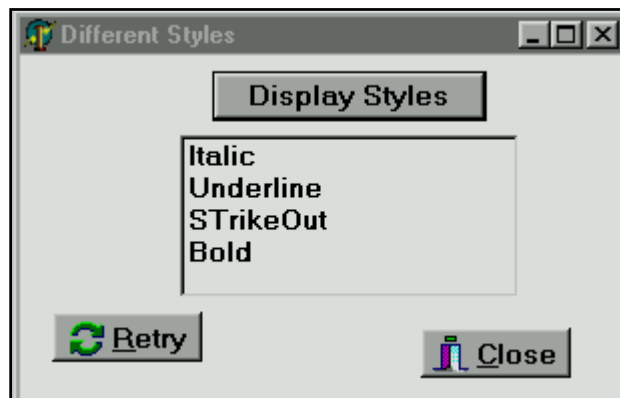 Different Styles
Display Styles
Italic
Underline
STrikeOut
Bold
Retry
Close